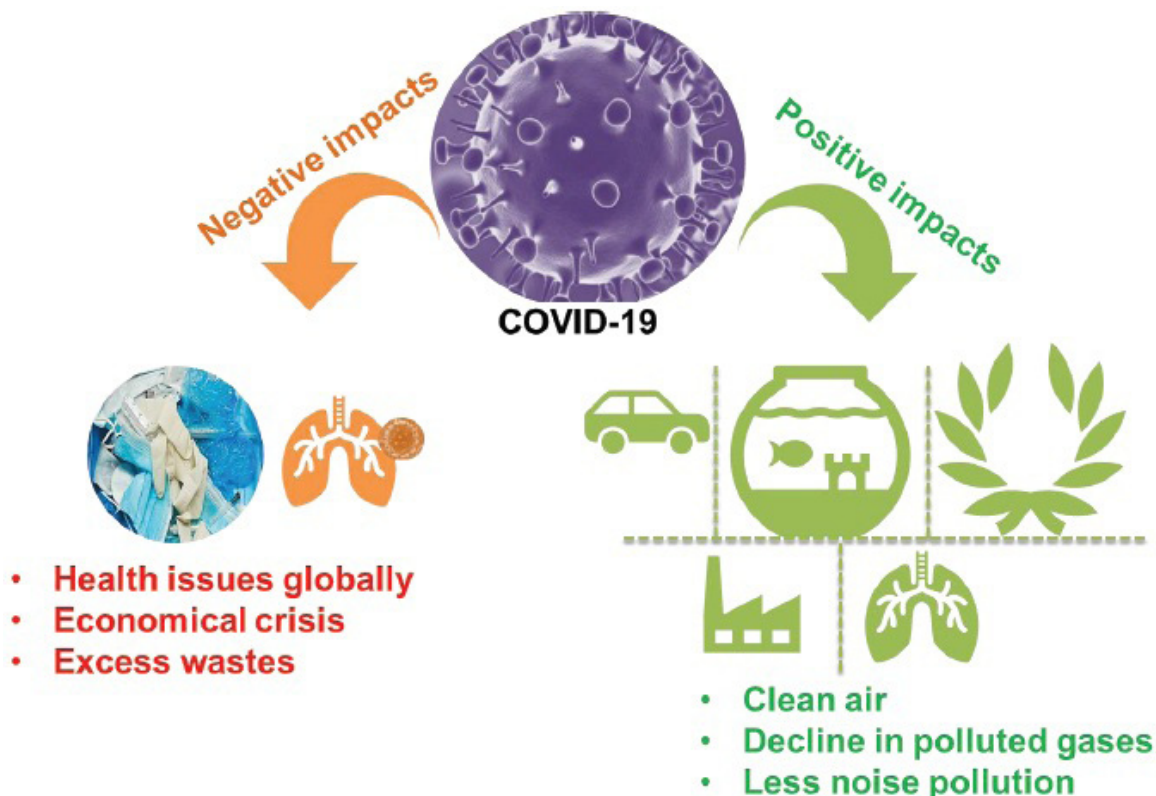 Negative impacts
Positive impacts
COVID-19
• Health issues globally
• Economical crisis
• Excess wastes
• Clean air
• Decline in polluted gases
• Less noise pollution